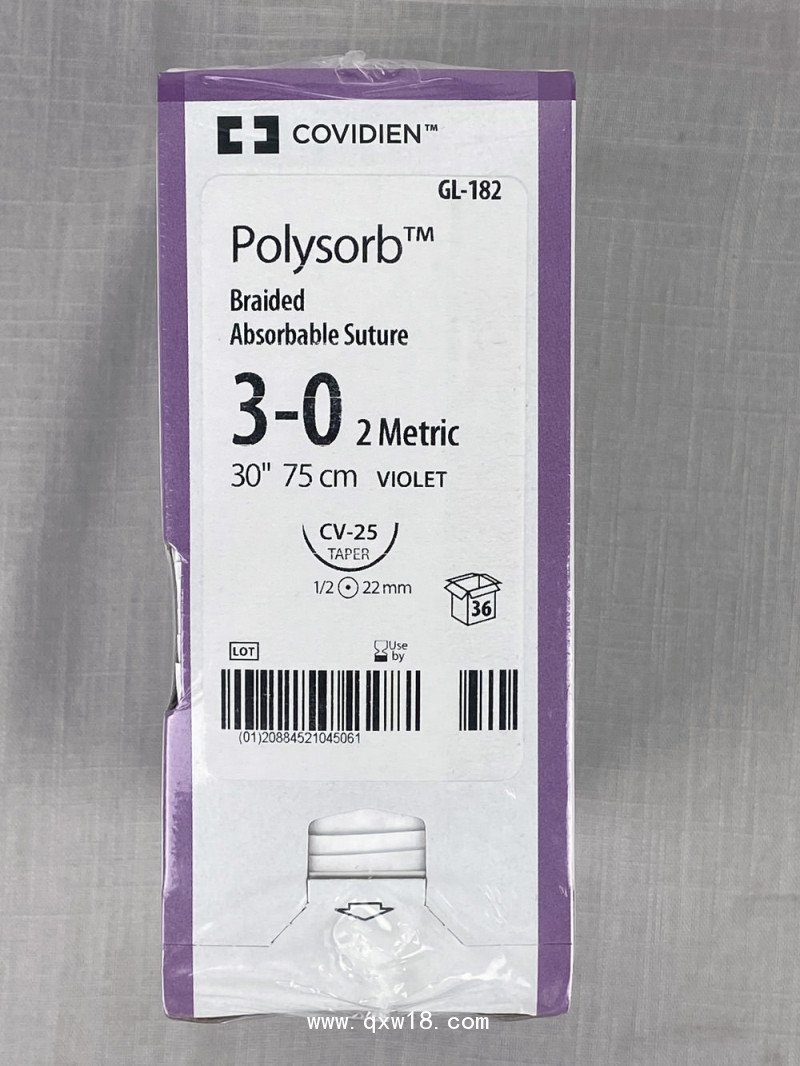 COVIDIEN™
GL-182
Polysorb™
Braided
Absorbable Suture
3-0 2 Metric
30" 75 cm VIOLET
CV-25
TAPER
1/2 22 mm
36
LOT
Use
by
(01)20884521045061
www.qxw18.com